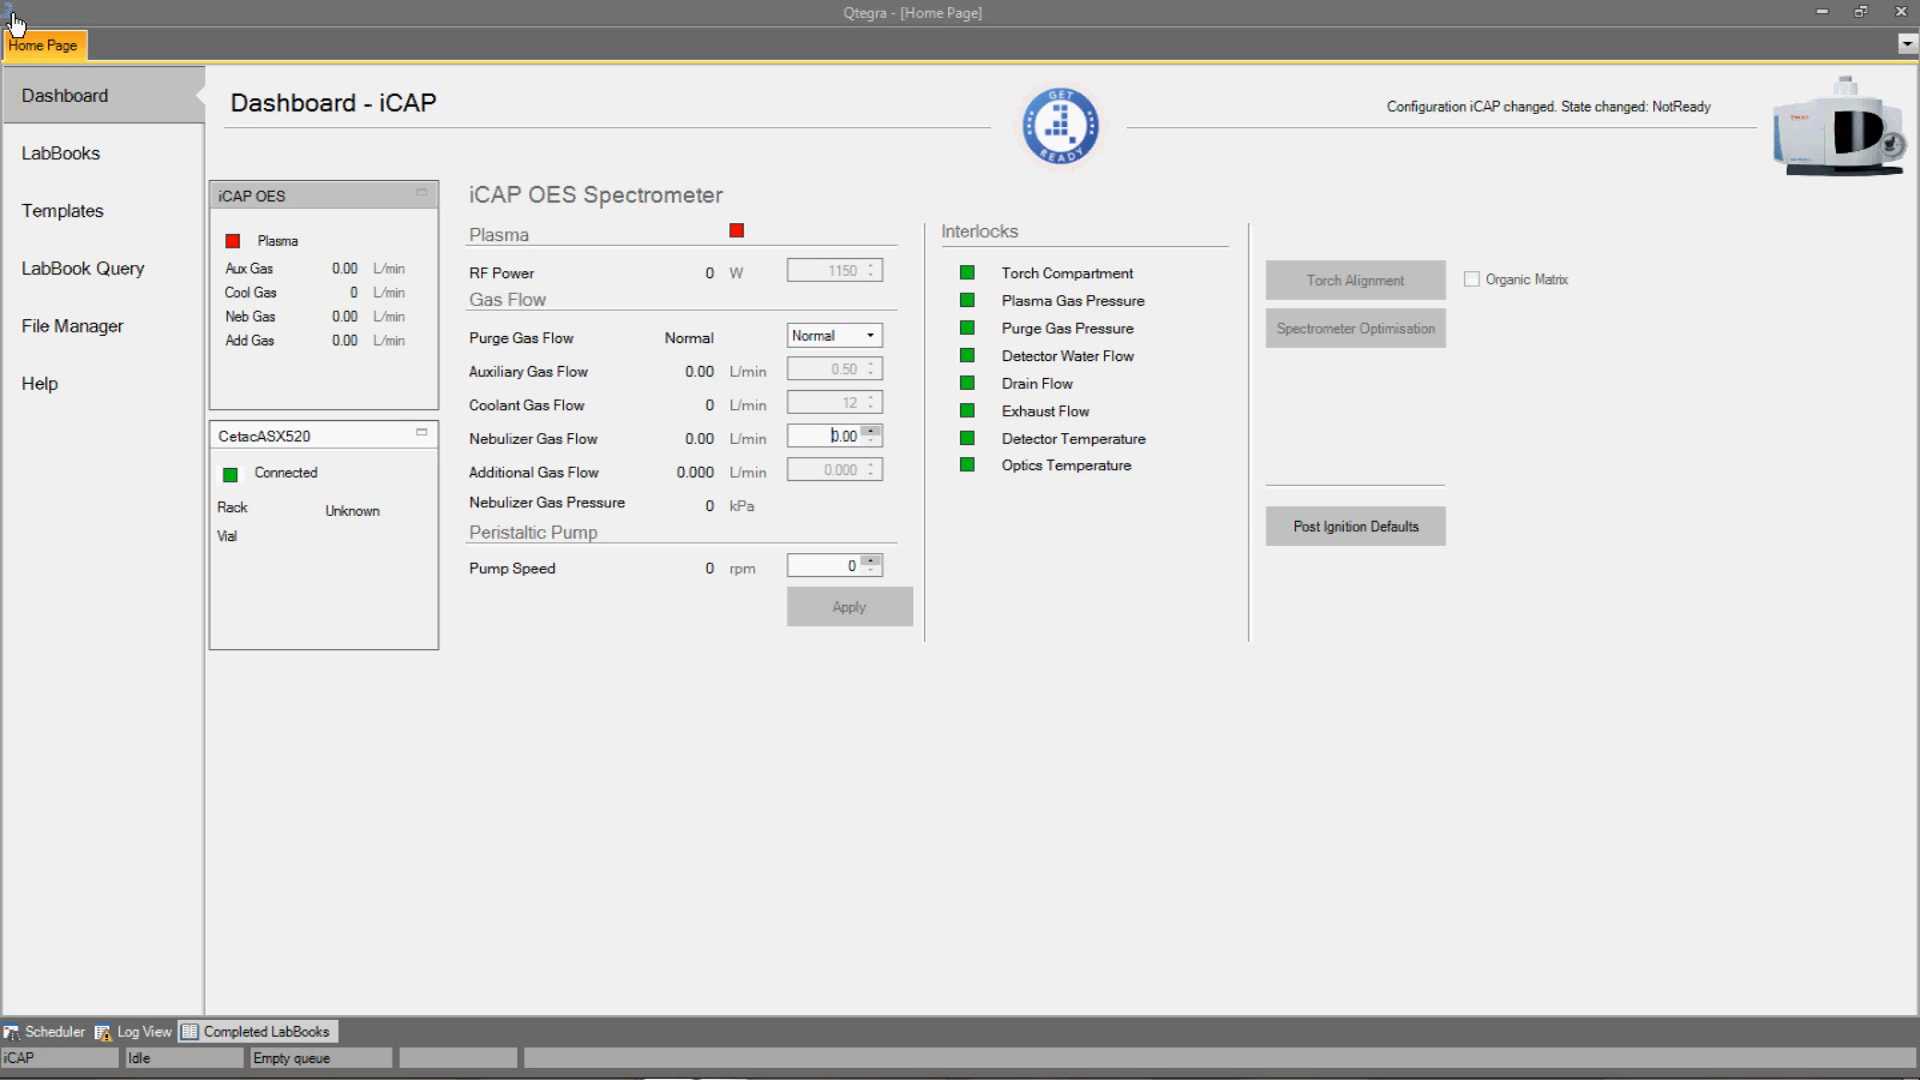 Qtegra - [Home Page]
Home Page
Dashboard
LabBooks
Templates
LabBook Query
File Manager
Help
Dashboard - iCAP
GET
READY
Configuration iCAP changed. State changed: NotReady
iCAP OES
Plasma
Aux Gas 0.00 L/min
Cool Gas 0 L/min
Neb Gas 0.00 L/min
Add Gas 0.00 L/min
CetacASX520
Connected
Rack Unknown
Vial
iCAP OES Spectrometer
Plasma
RF Power 0 W 1150
Gas Flow
Purge Gas Flow Normal Normal
Auxiliary Gas Flow 0.00 L/min 0.50
Coolant Gas Flow 0 L/min 12
Nebulizer Gas Flow 0.00 L/min 0.00
Additional Gas Flow 0.000 L/min 0.000
Nebulizer Gas Pressure 0 kPa
Peristaltic Pump
Pump Speed 0 rpm 0
Apply
Interlocks
Torch Compartment
Plasma Gas Pressure
Purge Gas Pressure
Detector Water Flow
Drain Flow
Exhaust Flow
Detector Temperature
Optics Temperature
Torch Alignment Organic Matrix
Spectrometer Optimisation
Post Ignition Defaults
Scheduler Log View Completed LabBooks
iCAP Idle Empty queue